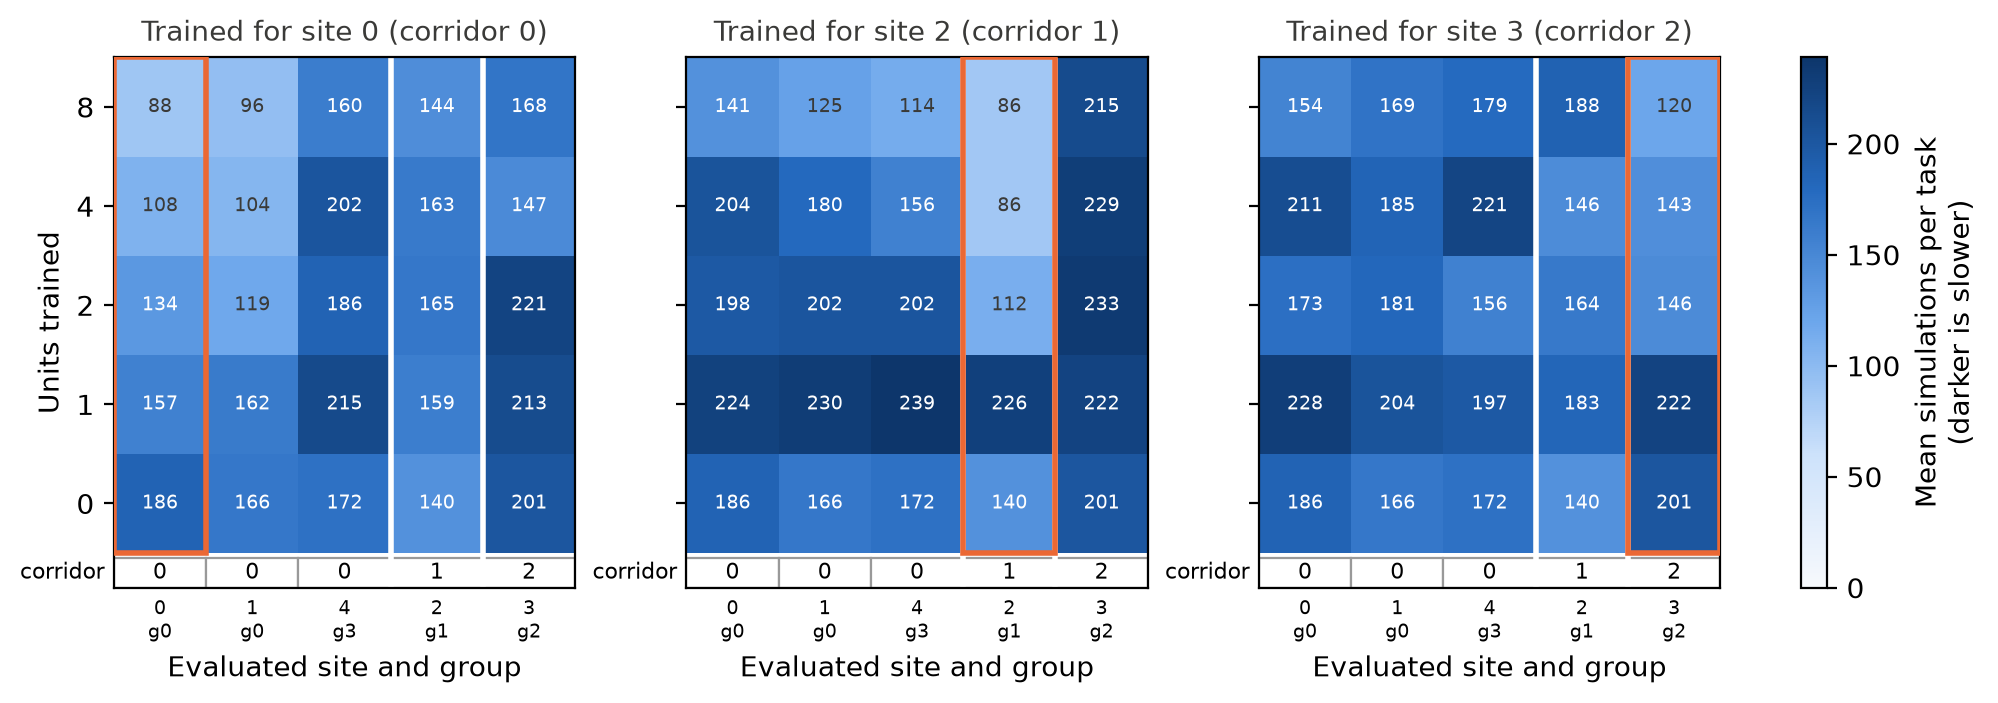 Trained for site 0 (corridor 0)
Trained for site 2 (corridor 1)
Trained for site 3 (corridor 2)
Units trained
8
4
2
1
0
88 96 160 144 168
108 104 202 163 147
134 119 186 165 221
157 162 215 159 213
186 166 172 140 201
corridor 0 0 0 1 2
0 1 4 2 3
g0 g0 g3 g1 g2
Evaluated site and group
141 125 114 86 215
204 180 156 86 229
198 202 202 112 233
224 230 239 226 222
186 166 172 140 201
corridor 0 0 0 1 2
0 1 4 2 3
g0 g0 g3 g1 g2
Evaluated site and group
154 169 179 188 120
211 185 221 146 143
173 181 156 164 146
228 204 197 183 222
186 166 172 140 201
corridor 0 0 0 1 2
0 1 4 2 3
g0 g0 g3 g1 g2
Evaluated site and group
200
150
100
50
0
Mean simulations per task
(darker is slower)